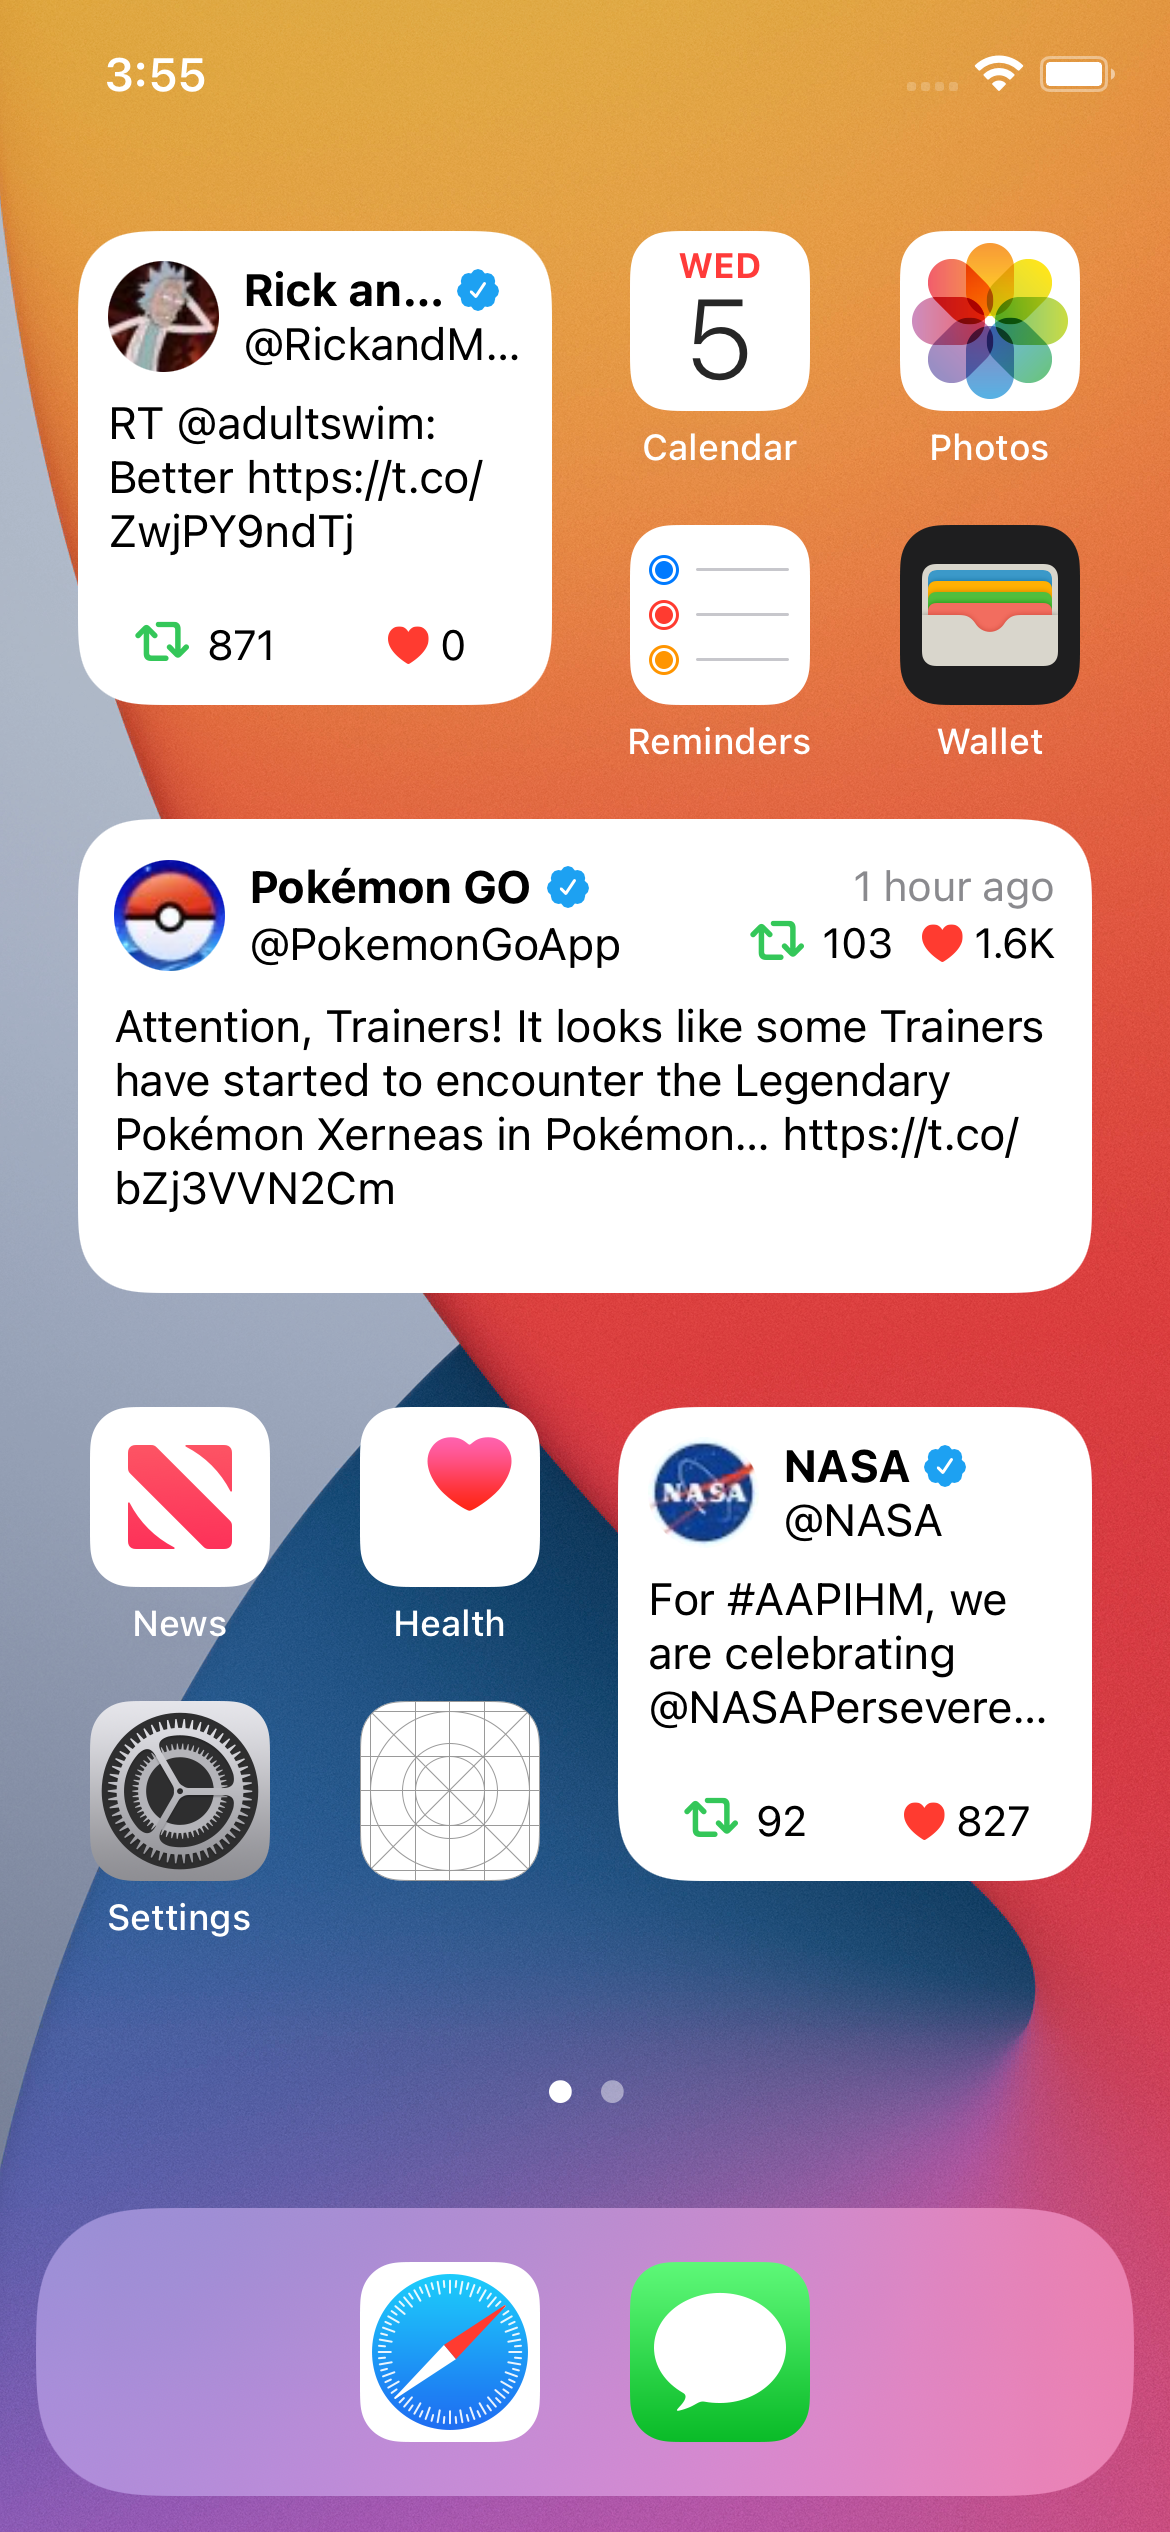 3:55
Rick an...
@RickandM...
RT @adultswim:
Better https://t.co/
ZwjPY9ndTj
871 0
WED
5
Calendar
Photos
Reminders
Wallet
Pokémon GO
1 hour ago
@PokemonGoApp
103 1.6K
Attention, Trainers! It looks like some Trainers
have started to encounter the Legendary
Pokémon Xerneas in Pokémon... https://t.co/
bZj3VVN2Cm
News
Health
Settings
NASA
NASA
@NASA
For #AAPIHM, we
are celebrating
@NASAPersevere...
92 827